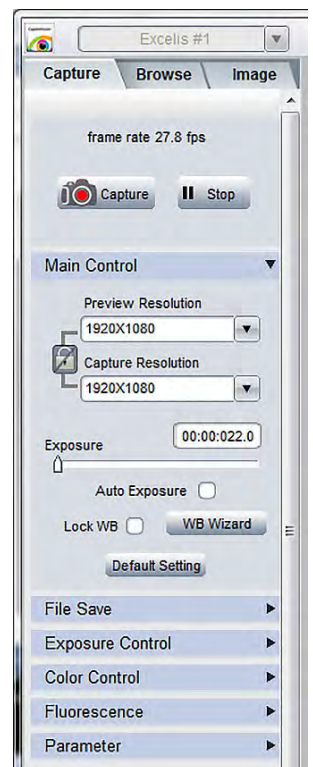 Excelis #1
Capture Browse Image
frame rate 27.8 fps
Capture Stop
Main Control
Preview Resolution
1920X1080
Capture Resolution
1920X1080
Exposure 00:00:022.0
Auto Exposure
Lock WB WB Wizard
Default Setting
File Save
Exposure Control
Color Control
Fluorescence
Parameter